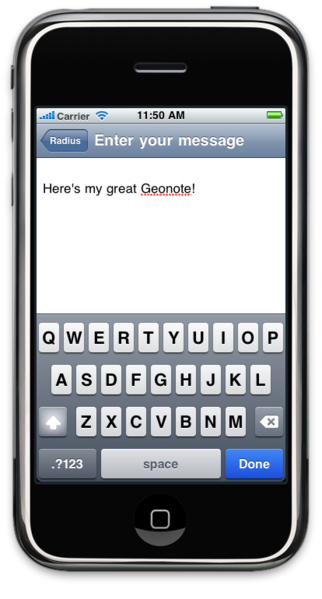 Carrier 11:50 AM
Radius Enter your message
Here's my great Geonote!
Q W E R T Y U I O P
A S D F G H J K L
Z X C V B N M
.?123 space Done